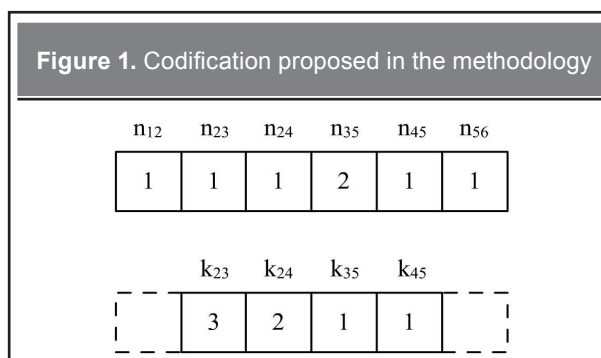 Figure 1. Codification proposed in the methodology
n₁₂ n₂₃ n₂₄ n₃₅ n₄₅ n₅₆
1 1 1 2 1 1
k₂₃ k₂₄ k₃₅ k₄₅
3 2 1 1